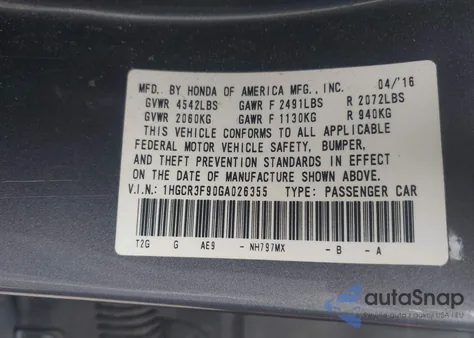 MFD. BY HONDA OF AMERICA MFG., INC. 04/'16
GVWR 4542LBS GAWR F 2491LBS R 2072LBS
GVWR 2060KG GAWR F 1130KG R 940KG
THIS VEHICLE CONFORMS TO ALL APPLICABLE
FEDERAL MOTOR VEHICLE SAFETY, BUMPER,
AND THEFT PREVENTION STANDARDS IN EFFECT
ON THE DATE OF MANUFACTURE SHOWN ABOVE.
V.I.N.: 1HGCR3F90GA026355 TYPE: PASSENGER CAR
T2G G AE9 - NH797MX - B - A
autoSnap